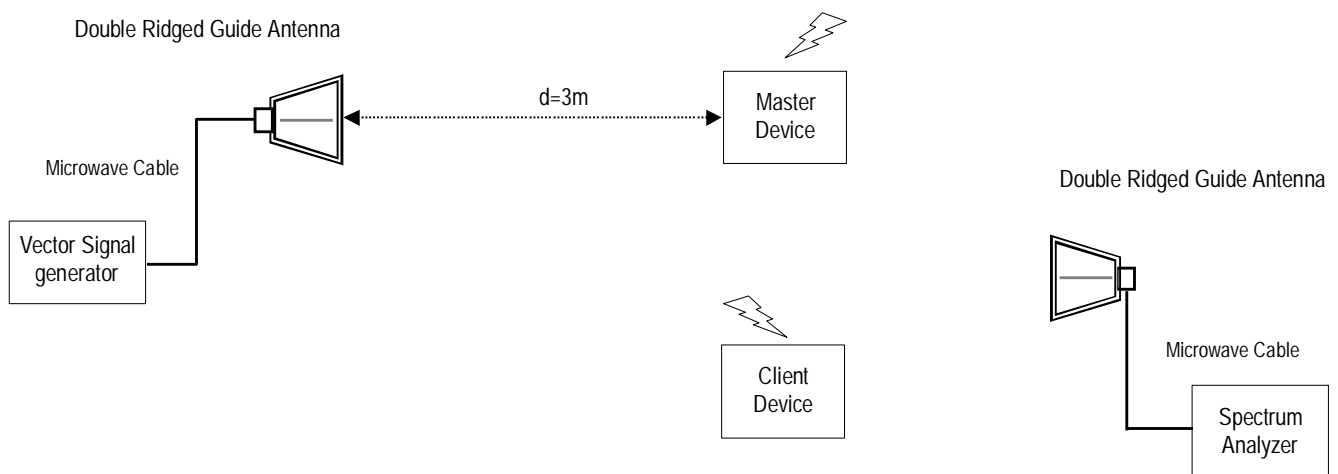 Double Ridged Guide Antenna
d=3m
Master
Device
Microwave Cable
Vector Signal
generator
Double Ridged Guide Antenna
Client
Device
Microwave Cable
Spectrum
Analyzer